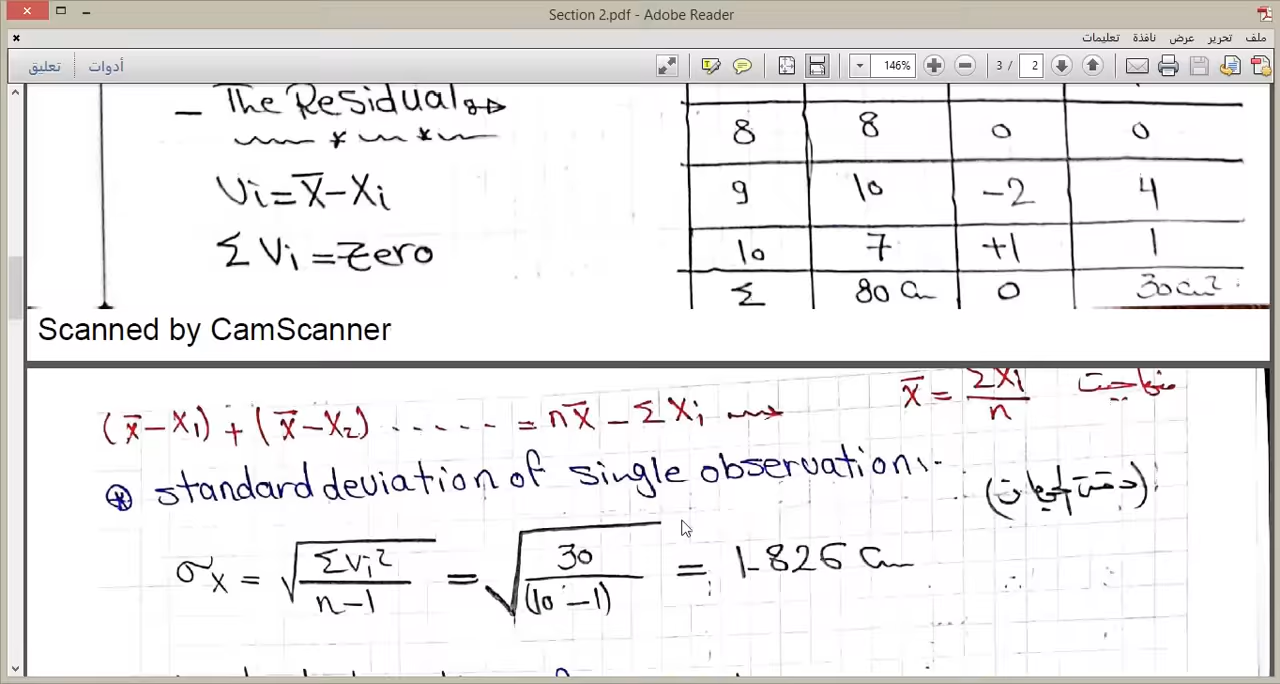 Section 2.pdf - Adobe Reader
ملف تحرير عرض نافذة تعليمات
تعليق أدوات 146% 3 / 2
– The Residual
Vi = X̅ – Xi
Σ Vi = Zero
8 8 0 0
9 10 –2 4
10 7 +1 1
Σ 80 Cm 0 30 cm²
Scanned by CamScanner
x̅ = ΣXi / n
(x̅ – X1) + (x̅ – X2) ...... = nx̅ – ΣXi
standard deviation of single observation:-
σx = √(ΣVi² / n–1) = √(30 / (10 –1)) = 1.826 Cm